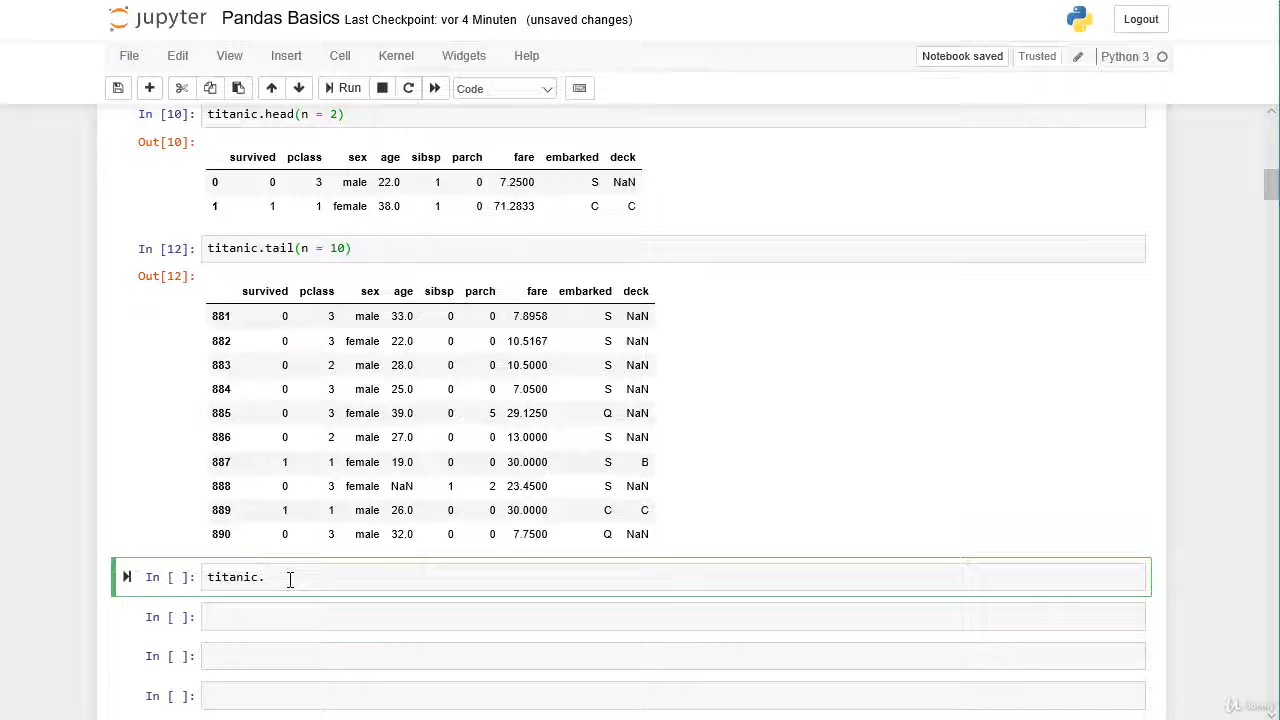 jupyter Pandas Basics Last Checkpoint: vor 4 Minuten (unsaved changes) Logout
File Edit View Insert Cell Kernel Widgets Help Notebook saved Trusted Python 3
Run Code
In [10]: titanic.head(n = 2)
Out[10]:
survived pclass sex age sibsp parch fare embarked deck
0 0 3 male 22.0 1 0 7.2500 S NaN
1 1 1 female 38.0 1 0 71.2833 C C
In [12]: titanic.tail(n = 10)
Out[12]:
survived pclass sex age sibsp parch fare embarked deck
881 0 3 male 33.0 0 0 7.8958 S NaN
882 0 3 female 22.0 0 0 10.5167 S NaN
883 0 2 male 28.0 0 0 10.5000 S NaN
884 0 3 male 25.0 0 0 7.0500 S NaN
885 0 3 female 39.0 0 5 29.1250 Q NaN
886 0 2 male 27.0 0 0 13.0000 S NaN
887 1 1 female 19.0 0 0 30.0000 S B
888 0 3 female NaN 1 2 23.4500 S NaN
889 1 1 male 26.0 0 0 30.0000 C C
890 0 3 male 32.0 0 0 7.7500 Q NaN
In [ ]: titanic.
In [ ]:
In [ ]:
In [ ]: